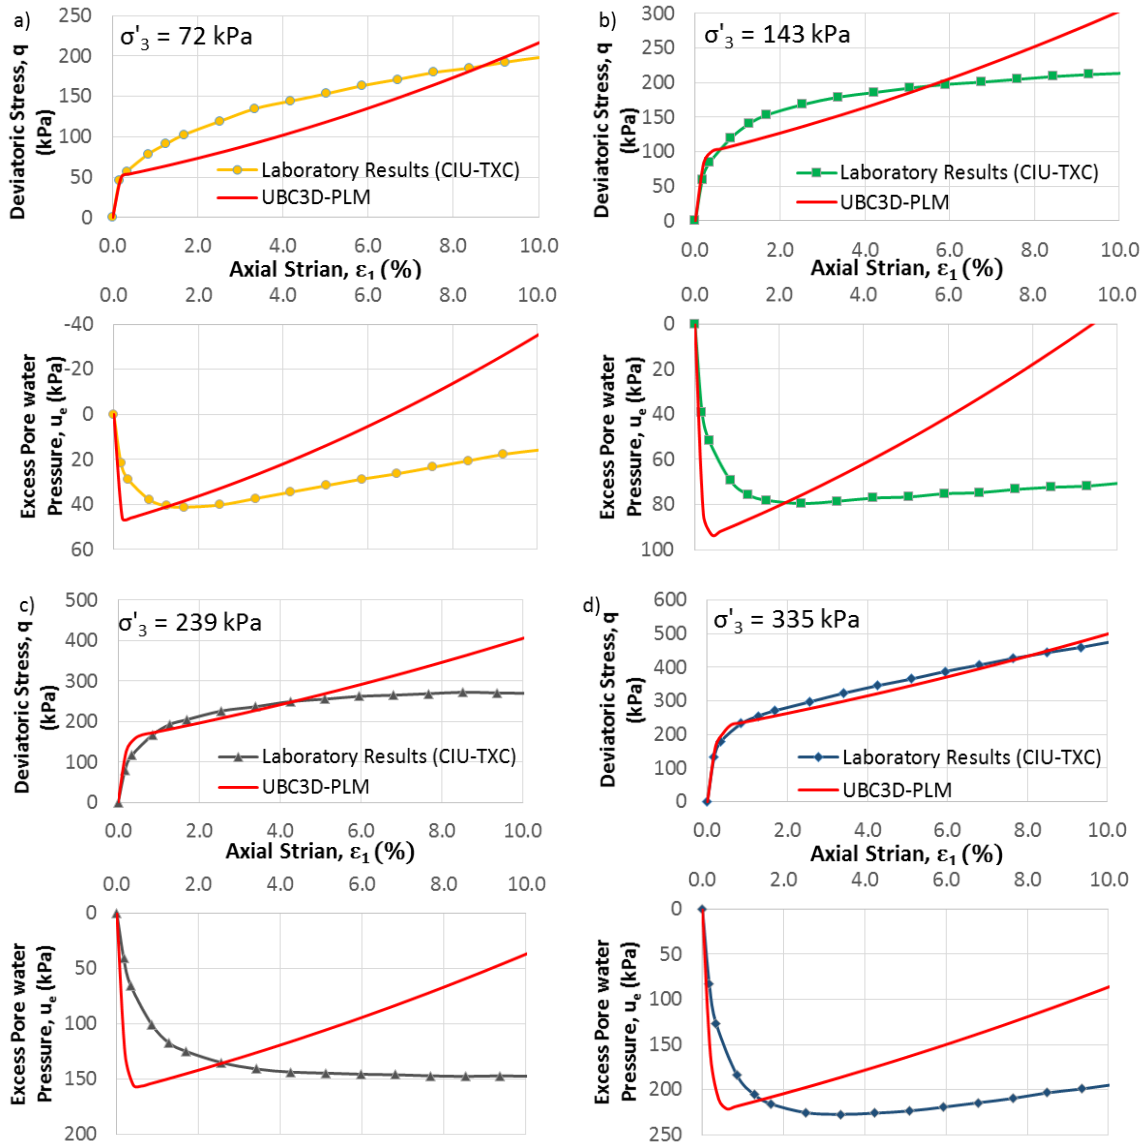 a)
σ'3 = 72 kPa
Deviatoric Stress, q
(kPa)
250
200
150
100
50
0
Laboratory Results (CIU-TXC)
UBC3D-PLM
0.0 2.0 4.0 6.0 8.0 10.0
Axial Strian, ε1 (%)
0.0 2.0 4.0 6.0 8.0 10.0
Excess Pore water
Pressure, ue (kPa)
-40
-20
0
20
40
60
b)
σ'3 = 143 kPa
Deviatoric Stress, q
(kPa)
300
250
200
150
100
50
0
Laboratory Results (CIU-TXC)
UBC3D-PLM
0.0 2.0 4.0 6.0 8.0 10.0
Axial Strian, ε1 (%)
0.0 2.0 4.0 6.0 8.0 10.0
Excess Pore water
Pressure, ue (kPa)
0
20
40
60
80
100
c)
σ'3 = 239 kPa
Deviatoric Stress, q
(kPa)
500
400
300
200
100
0
Laboratory Results (CIU-TXC)
UBC3D-PLM
0.0 2.0 4.0 6.0 8.0 10.0
Axial Strian, ε1 (%)
0.0 2.0 4.0 6.0 8.0 10.0
Excess Pore water
Pressure, ue (kPa)
0
50
100
150
200
d)
σ'3 = 335 kPa
Deviatoric Stress, q
(kPa)
600
500
400
300
200
100
0
Laboratory Results (CIU-TXC)
UBC3D-PLM
0.0 2.0 4.0 6.0 8.0 10.0
Axial Strian, ε1 (%)
0.0 2.0 4.0 6.0 8.0 10.0
Excess Pore water
Pressure, ue (kPa)
0
50
100
150
200
250